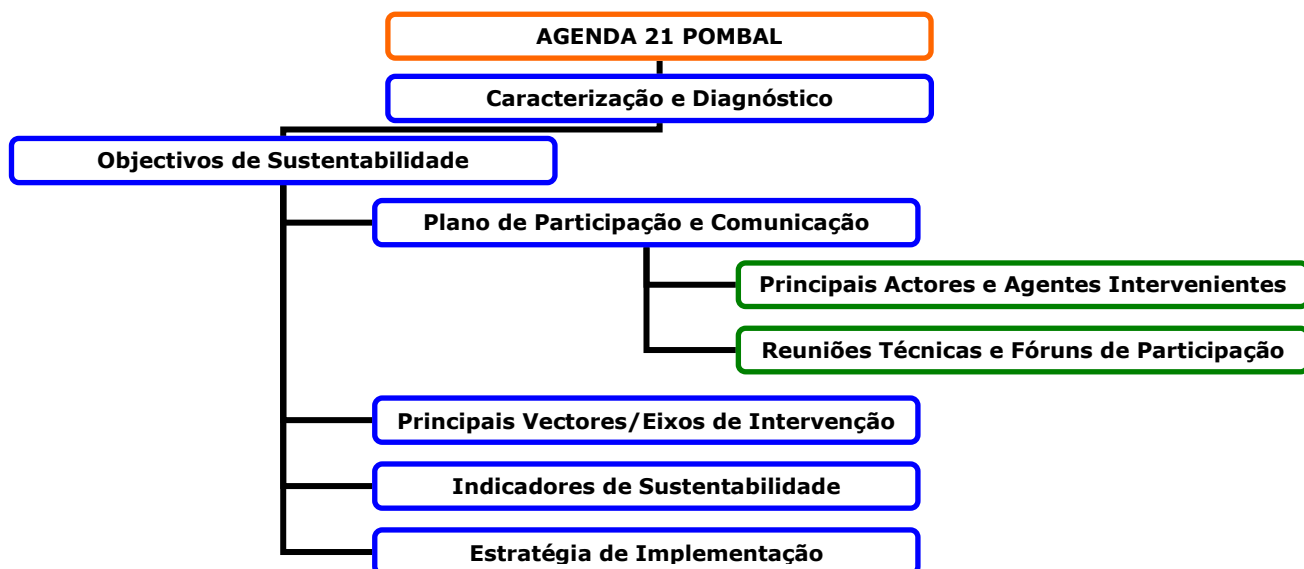 AGENDA 21 POMBAL
Caracterização e Diagnóstico
Objectivos de Sustentabilidade
Plano de Participação e Comunicação
Principais Actores e Agentes Intervenientes
Reuniões Técnicas e Fóruns de Participação
Principais Vectores/Eixos de Intervenção
Indicadores de Sustentabilidade
Estratégia de Implementação